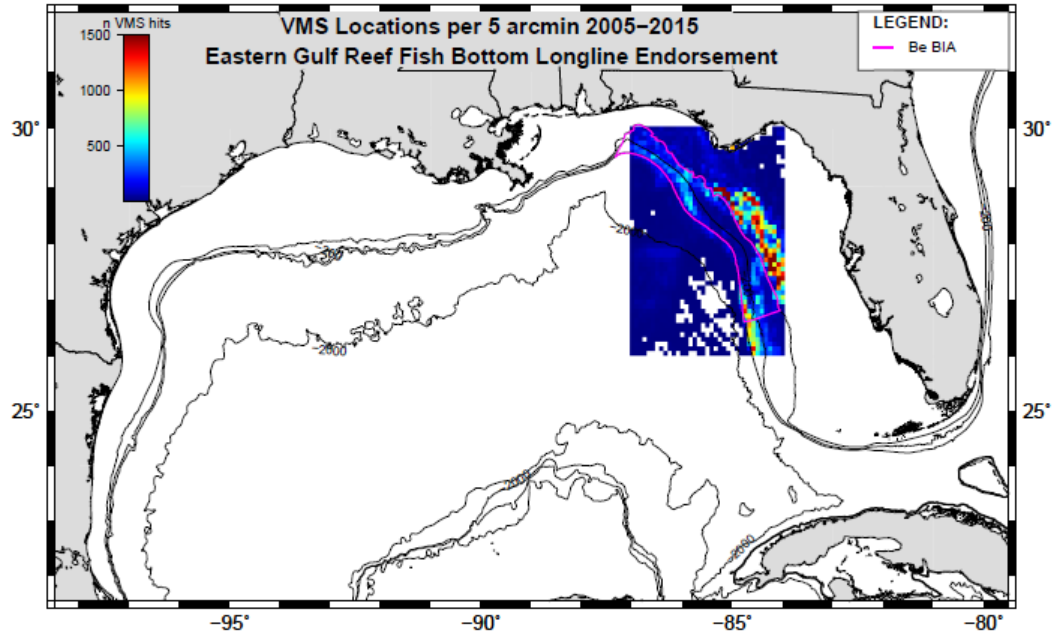 n VMS hits
1500
1000
500
VMS Locations per 5 arcmin 2005−2015
Eastern Gulf Reef Fish Bottom Longline Endorsement
LEGEND:
Be BIA
30°
30°
25°
25°
−2000
−2000
−2000
−95°
−90°
−85°
−80°